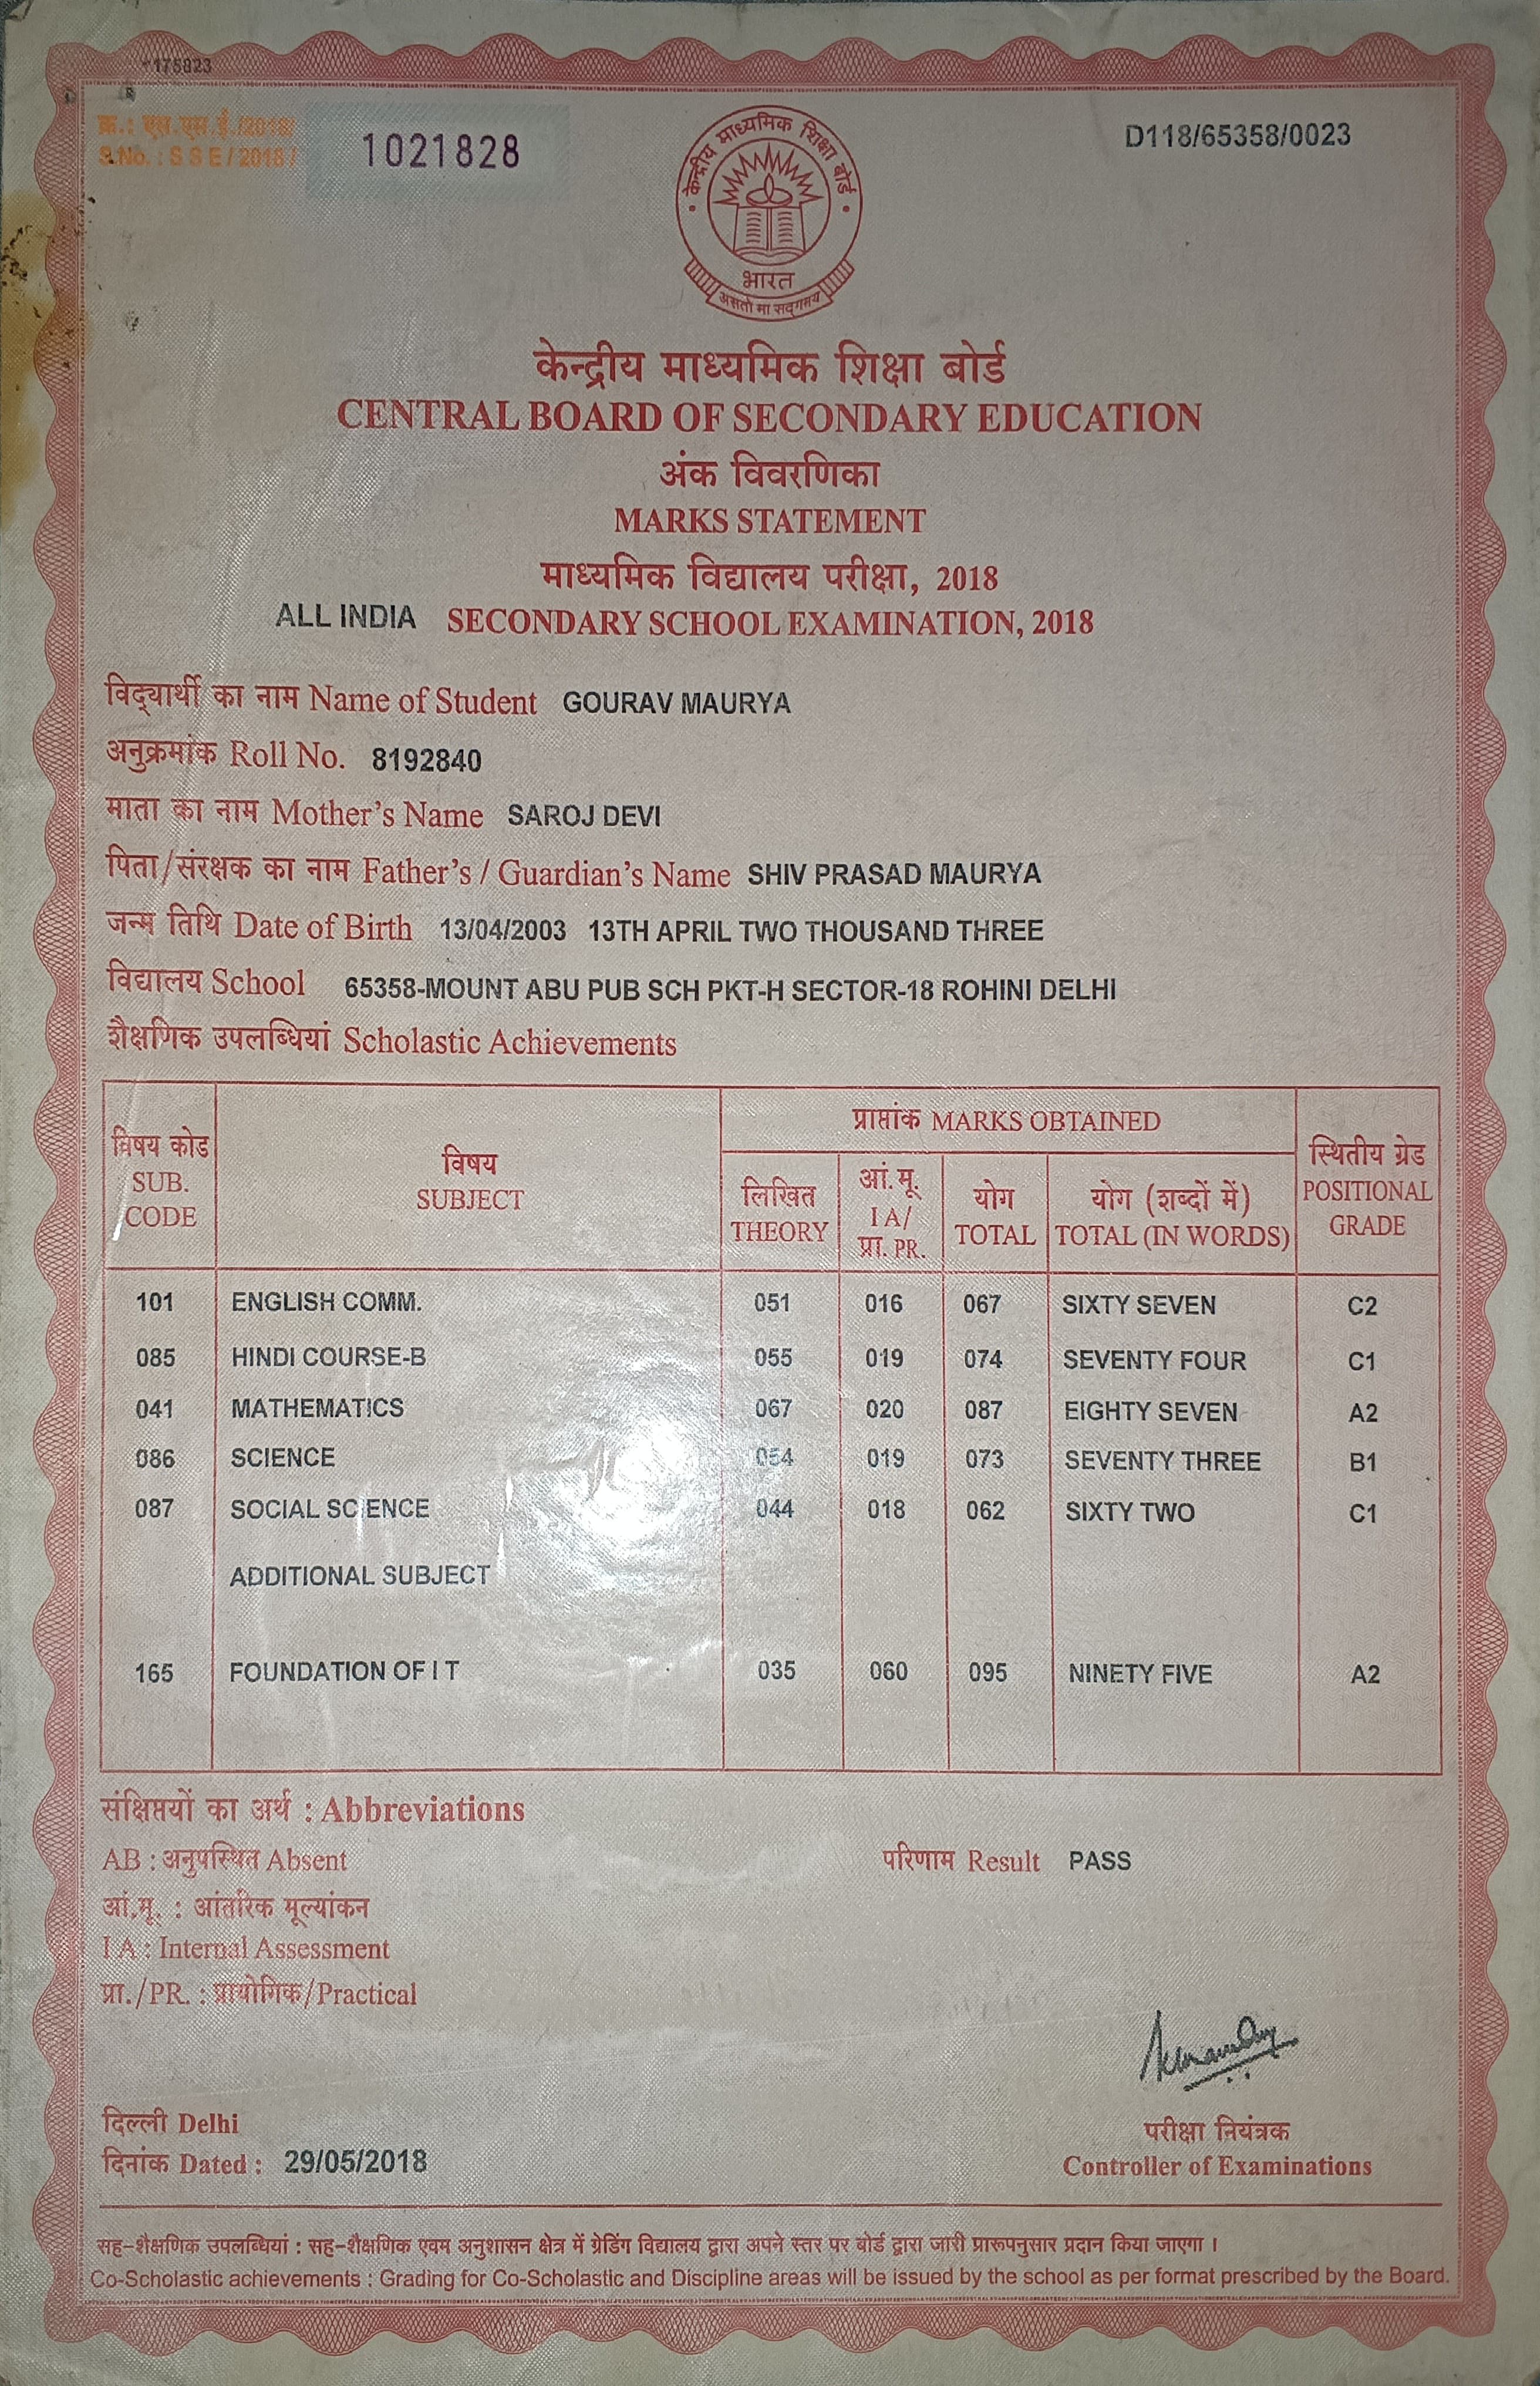 *175823
क्र.: एस.एस.ई./2018/
S.No. : S S E / 2018 / 1021828
D118/65358/0023
केन्द्रीय माध्यमिक शिक्षा बोर्ड
भारत
असतो मा सद्गमय
केन्द्रीय माध्यमिक शिक्षा बोर्ड
CENTRAL BOARD OF SECONDARY EDUCATION
अंक विवरणिका
MARKS STATEMENT
माध्यमिक विद्यालय परीक्षा, 2018
ALL INDIA SECONDARY SCHOOL EXAMINATION, 2018
विद्यार्थी का नाम Name of Student GOURAV MAURYA
अनुक्रमांक Roll No. 8192840
माता का नाम Mother's Name SAROJ DEVI
पिता/संरक्षक का नाम Father's / Guardian's Name SHIV PRASAD MAURYA
जन्म तिथि Date of Birth 13/04/2003 13TH APRIL TWO THOUSAND THREE
विद्यालय School 65358-MOUNT ABU PUB SCH PKT-H SECTOR-18 ROHINI DELHI
शैक्षणिक उपलब्धियां Scholastic Achievements
विषय कोड SUB. CODE
विषय SUBJECT
प्राप्तांक MARKS OBTAINED
लिखित THEORY
आं.मू. I A/ प्रा. PR.
योग TOTAL
योग (शब्दों में) TOTAL (IN WORDS)
स्थितीय ग्रेड POSITIONAL GRADE
101 ENGLISH COMM. 051 016 067 SIXTY SEVEN C2
085 HINDI COURSE-B 055 019 074 SEVENTY FOUR C1
041 MATHEMATICS 067 020 087 EIGHTY SEVEN A2
086 SCIENCE 054 019 073 SEVENTY THREE B1
087 SOCIAL SCIENCE 044 018 062 SIXTY TWO C1
ADDITIONAL SUBJECT
165 FOUNDATION OF I T 035 060 095 NINETY FIVE A2
संक्षिप्तयों का अर्थ : Abbreviations
AB : अनुपस्थित Absent
परिणाम Result PASS
आं.मू. : आंतरिक मूल्यांकन
I A : Internal Assessment
प्रा./PR. : प्रायोगिक/Practical
दिल्ली Delhi
दिनांक Dated : 29/05/2018
परीक्षा नियंत्रक
Controller of Examinations
सह-शैक्षणिक उपलब्धियां : सह-शैक्षणिक एवम अनुशासन क्षेत्र में ग्रेडिंग विद्यालय द्वारा अपने स्तर पर बोर्ड द्वारा जारी प्रारूपनुसार प्रदान किया जाएगा ।
Co-Scholastic achievements : Grading for Co-Scholastic and Discipline areas will be issued by the school as per format prescribed by the Board.